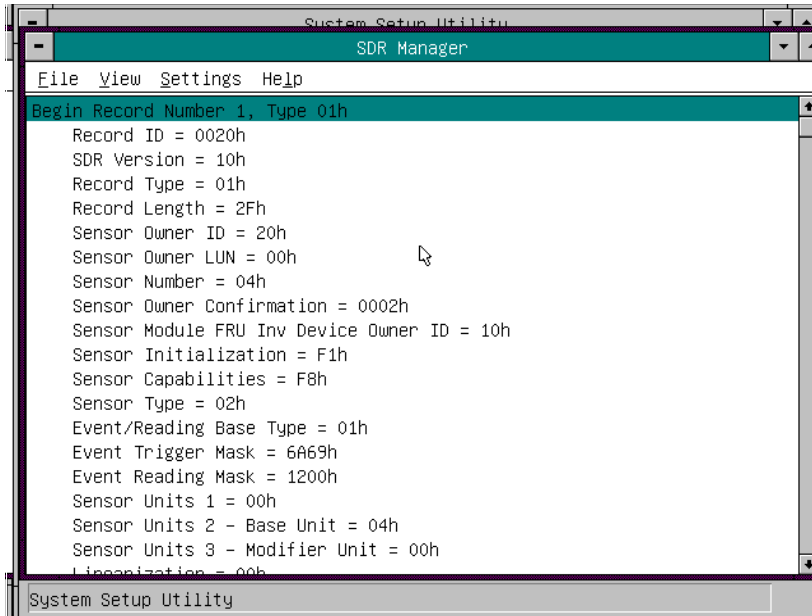 System Setup Utility
SDR Manager
File View Settings Help
Begin Record Number 1, Type 01h
Record ID = 0020h
SDR Version = 10h
Record Type = 01h
Record Length = 2Fh
Sensor Owner ID = 20h
Sensor Owner LUN = 00h
Sensor Number = 04h
Sensor Owner Confirmation = 0002h
Sensor Module FRU Inv Device Owner ID = 10h
Sensor Initialization = F1h
Sensor Capabilities = F8h
Sensor Type = 02h
Event/Reading Base Type = 01h
Event Trigger Mask = 6A69h
Event Reading Mask = 1200h
Sensor Units 1 = 00h
Sensor Units 2 - Base Unit = 04h
Sensor Units 3 - Modifier Unit = 00h
Linearization = 00h
System Setup Utility